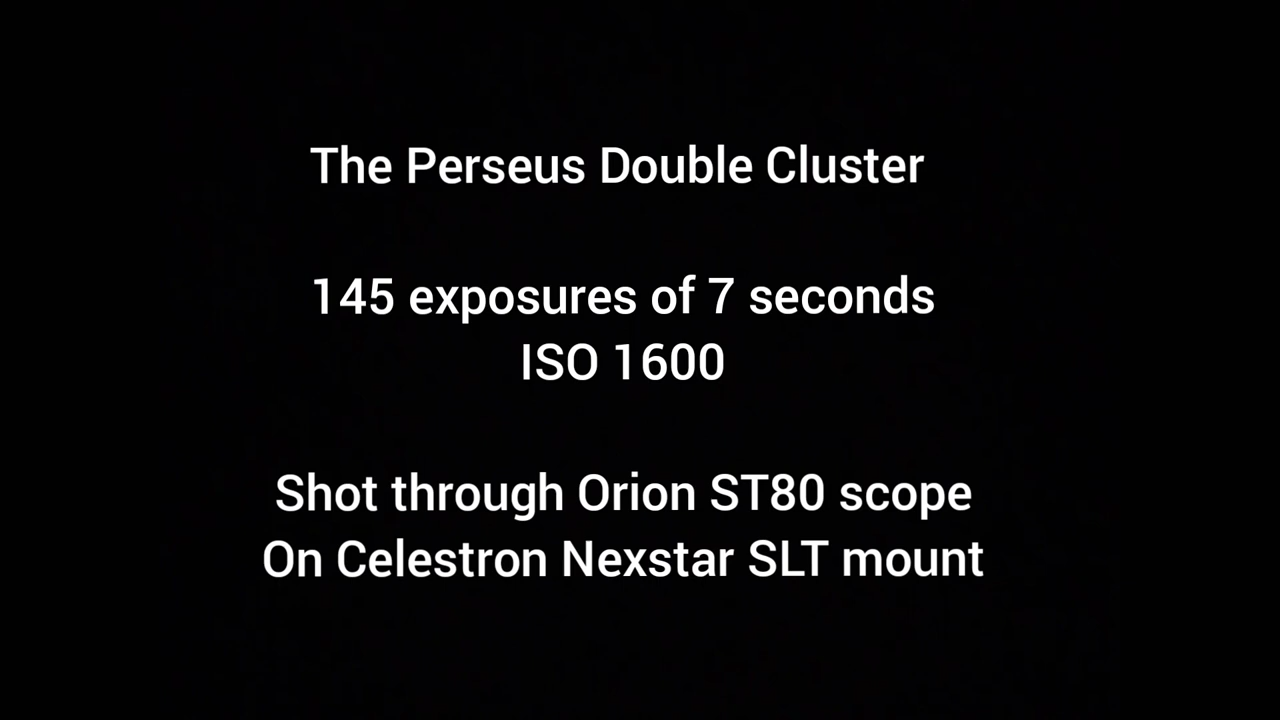 The Perseus Double Cluster
145 exposures of 7 seconds
ISO 1600
Shot through Orion ST80 scope
On Celestron Nexstar SLT mount